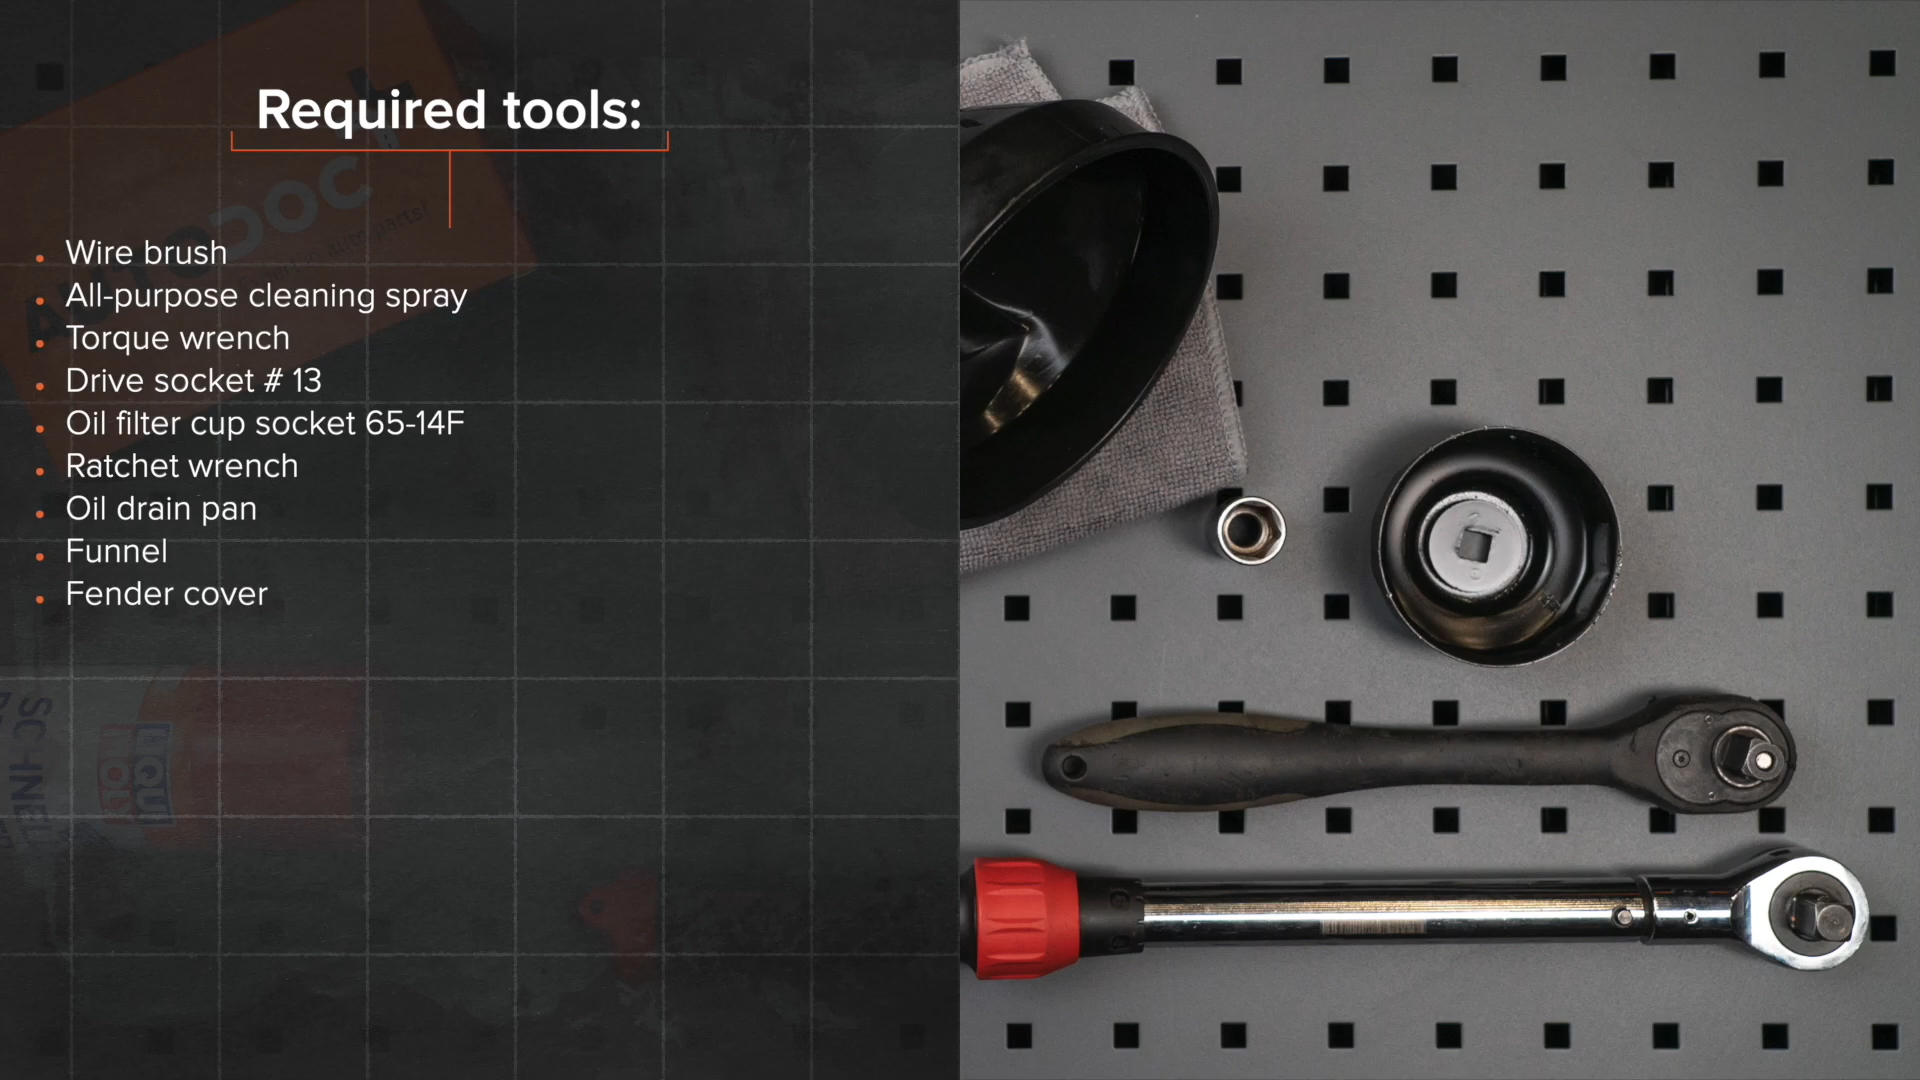 Required tools:
Wire brush
All-purpose cleaning spray
Torque wrench
Drive socket # 13
Oil filter cup socket 65-14F
Ratchet wrench
Oil drain pan
Funnel
Fender cover
AUTODOC